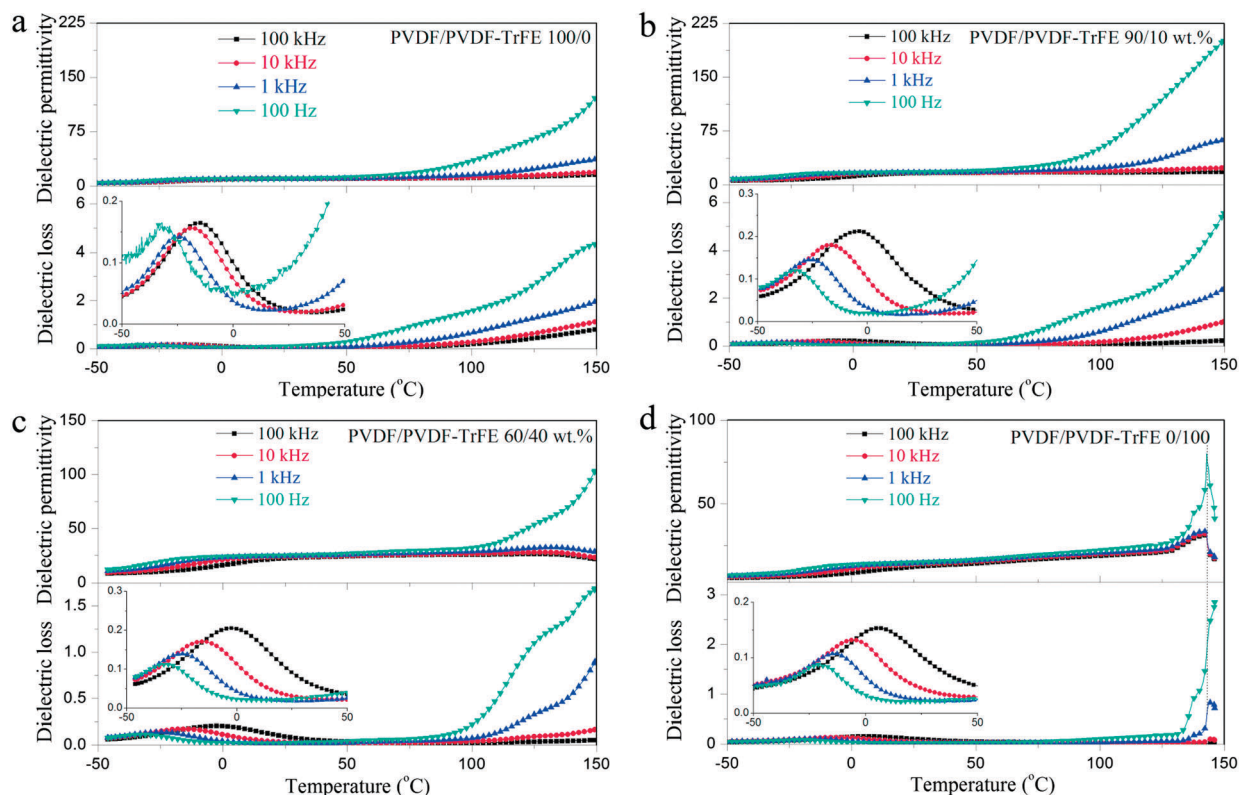 a
PVDF/PVDF-TrFE 100/0
100 kHz
10 kHz
1 kHz
100 Hz
Dielectric permittivity
225
150
75
0
Dielectric loss
6
4
2
0
0.2
0.1
0.0
-50 0 50
-50 0 50 100 150
Temperature (°C)
b
PVDF/PVDF-TrFE 90/10 wt.%
100 kHz
10 kHz
1 kHz
100 Hz
Dielectric permittivity
225
150
75
0
Dielectric loss
6
4
2
0
0.3
0.2
0.1
0.0
-50 0 50
-50 0 50 100 150
Temperature (°C)
c
PVDF/PVDF-TrFE 60/40 wt.%
100 kHz
10 kHz
1 kHz
100 Hz
Dielectric permittivity
150
100
50
25
0
Dielectric loss
1.5
1.0
0.5
0.0
0.3
0.2
0.1
0.0
-50 0 50
-50 0 50 100 150
Temperature (°C)
d
PVDF/PVDF-TrFE 0/100
100 kHz
10 kHz
1 kHz
100 Hz
Dielectric permittivity
100
50
Dielectric loss
3
2
1
0
0.2
0.1
0.0
-50 0 50
-50 0 50 100 150
Temperature (°C)